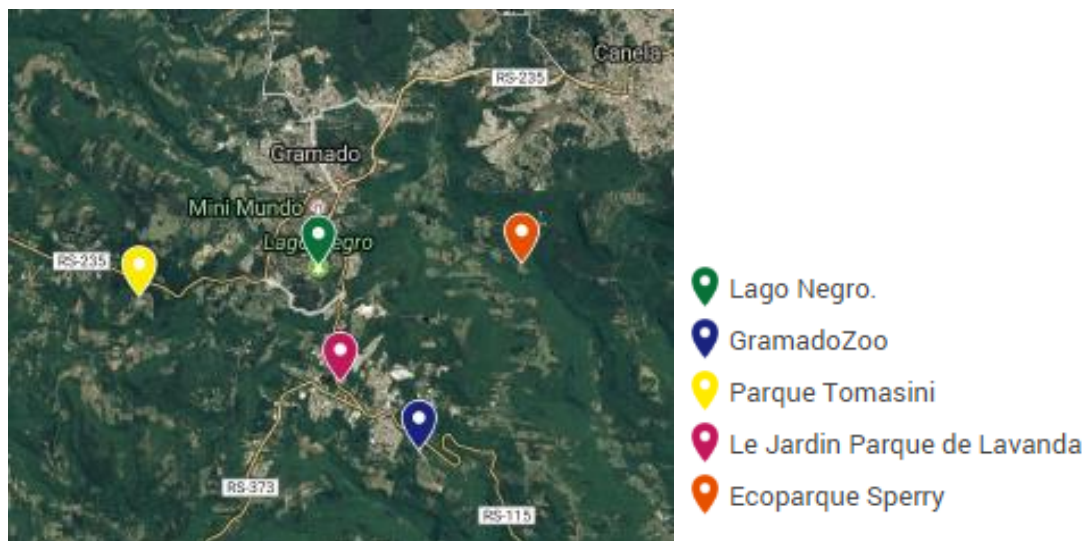 Canela
RS-235
Gramado
Mini Mundo
Lago Negro
RS-235
RS-373
RS-115
Lago Negro.
GramadoZoo
Parque Tomasini
Le Jardin Parque de Lavanda
Ecoparque Sperry